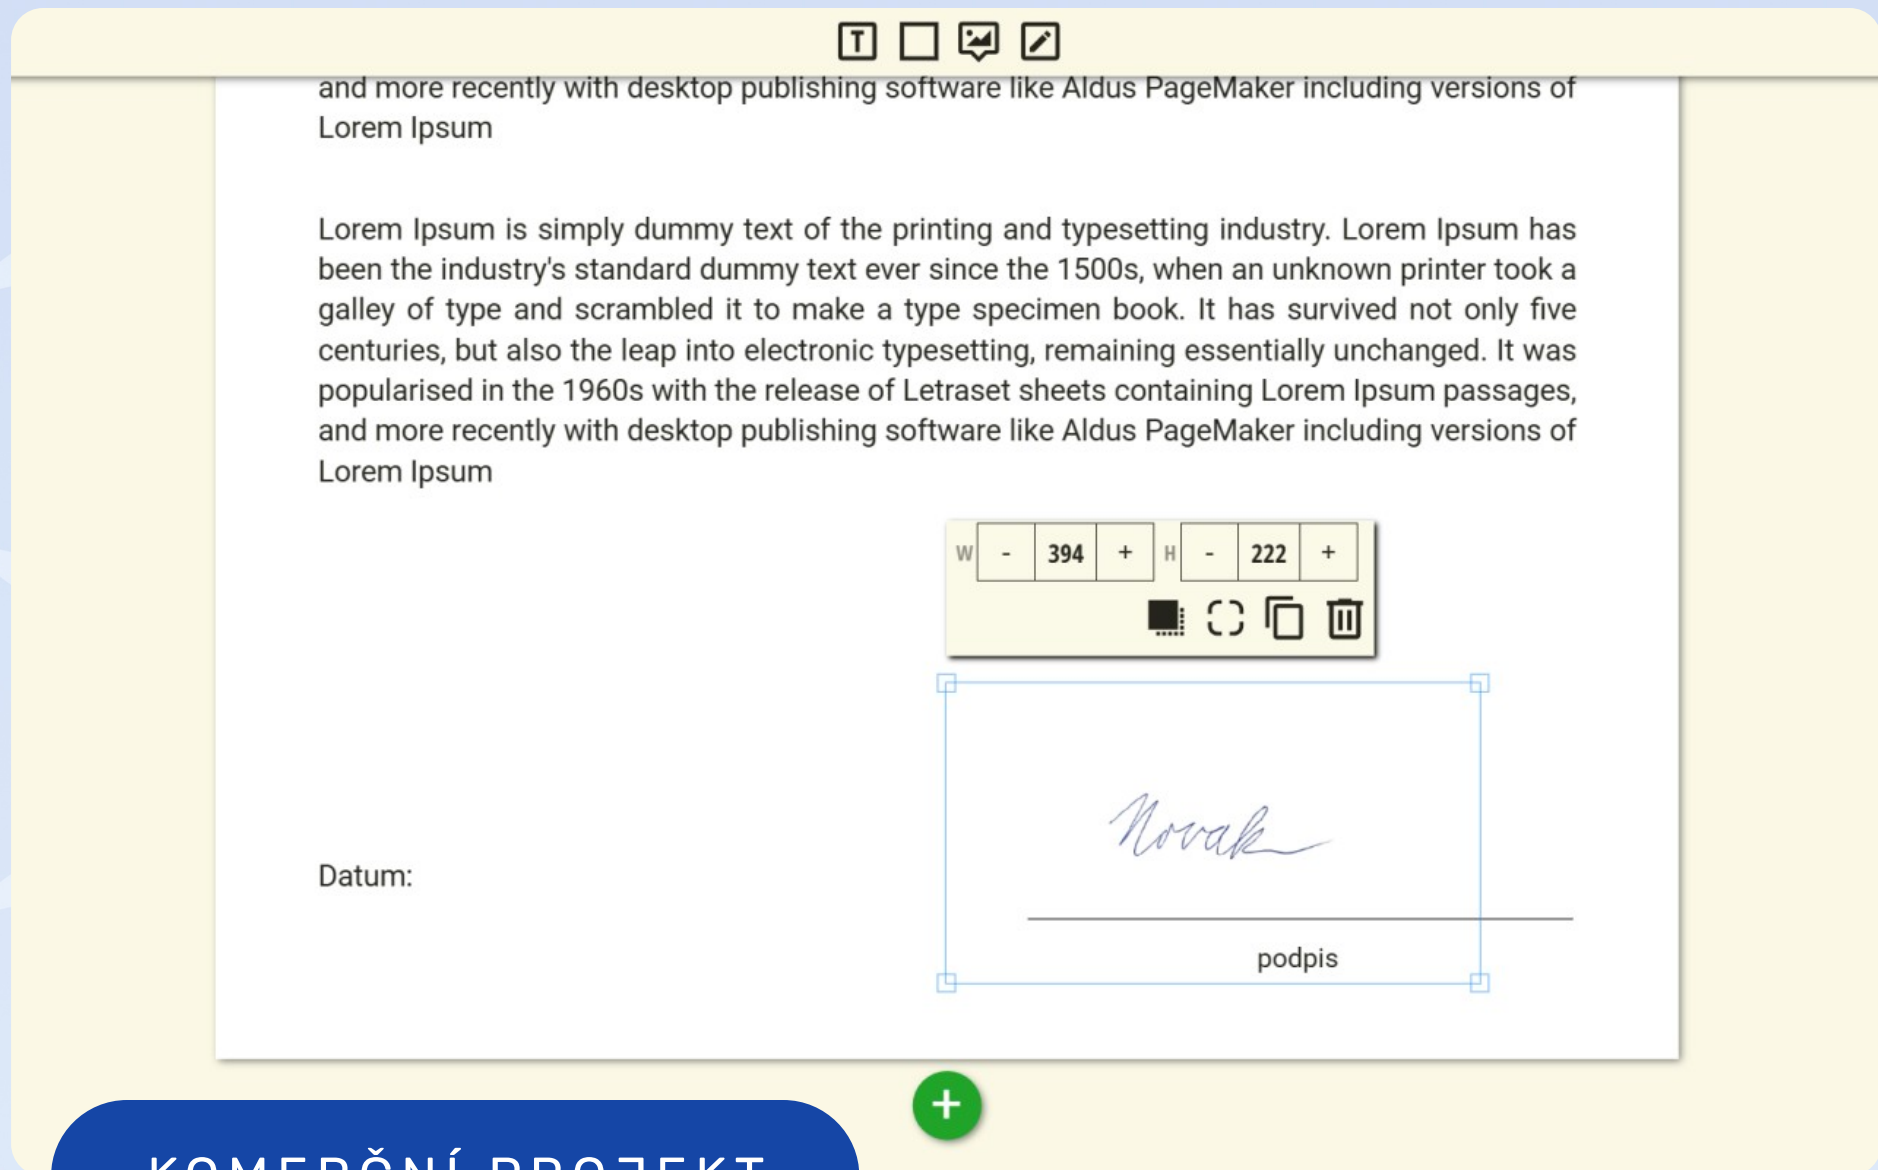 and more recently with desktop publishing software like Aldus PageMaker including versions of
Lorem Ipsum
Lorem Ipsum is simply dummy text of the printing and typesetting industry. Lorem Ipsum has
been the industry's standard dummy text ever since the 1500s, when an unknown printer took a
galley of type and scrambled it to make a type specimen book. It has survived not only five
centuries, but also the leap into electronic typesetting, remaining essentially unchanged. It was
popularised in the 1960s with the release of Letraset sheets containing Lorem Ipsum passages,
and more recently with desktop publishing software like Aldus PageMaker including versions of
Lorem Ipsum
W - 394 + H - 222 +
Novak
Datum:
podpis
KOMERČNÍ PROJEKT